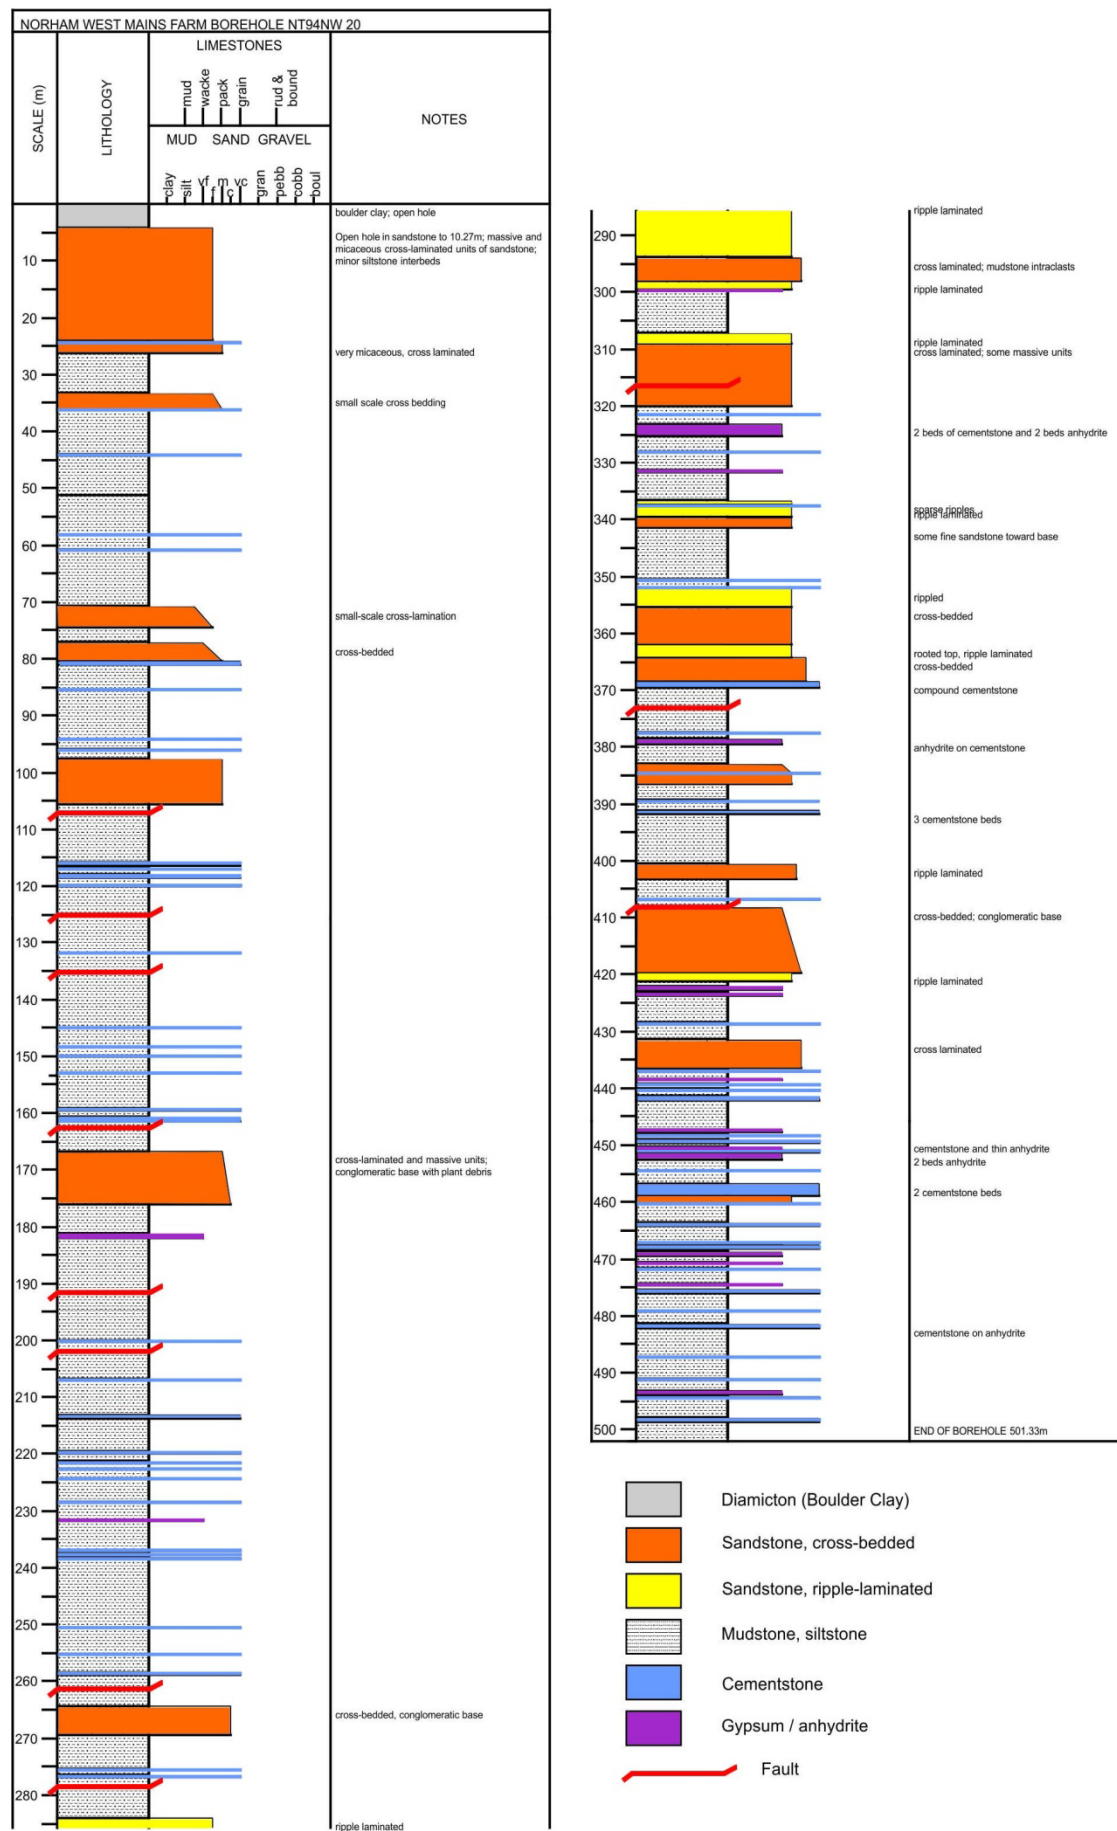 NORHAM WEST MAINS FARM BOREHOLE NT94NW 20
SCALE (m)
LITHOLOGY
LIMESTONES
mud
wacke
pack
grain
rud &
bound
MUD SAND GRAVEL
clay
silt
vf
f
m
c
vc
gran
pebb
cobb
boul
NOTES
boulder clay; open hole
Open hole in sandstone to 10.27m; massive and
micaceous cross-laminated units of sandstone;
minor siltstone interbeds
10
20
very micaceous, cross laminated
30
small scale cross bedding
40
50
60
70
small-scale cross-lamination
cross-bedded
80
90
100
110
120
130
140
150
160
cross-laminated and massive units;
conglomeratic base with plant debris
170
180
190
200
210
220
230
240
250
260
cross-bedded, conglomeratic base
270
280
ripple laminated
ripple laminated
290
cross laminated; mudstone intraclasts
ripple laminated
300
ripple laminated
cross laminated; some massive units
310
320
2 beds of cementstone and 2 beds anhydrite
330
sparse ripples
ripple laminated
340
some fine sandstone toward base
350
rippled
cross-bedded
360
rooted top, ripple laminated
cross-bedded
370
compound cementstone
380
anhydrite on cementstone
390
3 cementstone beds
400
ripple laminated
410
cross-bedded; conglomeratic base
420
ripple laminated
430
cross laminated
440
450
cementstone and thin anhydrite
2 beds anhydrite
460
2 cementstone beds
470
480
cementstone on anhydrite
490
500
END OF BOREHOLE 501.33m
Diamicton (Boulder Clay)
Sandstone, cross-bedded
Sandstone, ripple-laminated
Mudstone, siltstone
Cementstone
Gypsum / anhydrite
Fault